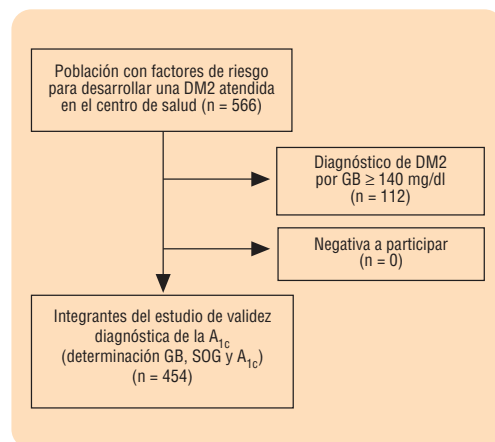 Población con factores de riesgo
para desarrollar una DM2 atendida
en el centro de salud (n = 566)
Diagnóstico de DM2
por GB ≥ 140 mg/dl
(n = 112)
Negativa a participar
(n = 0)
Integrantes del estudio de validez
diagnóstica de la A1c
(determinación GB, SOG y A1c)
(n = 454)